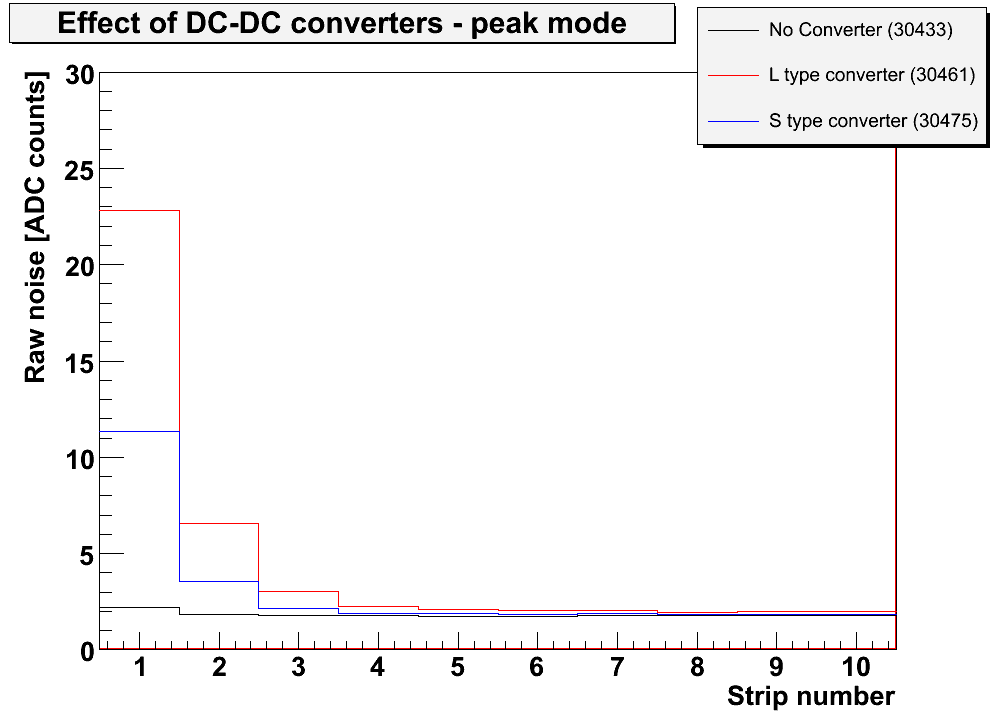 Effect of DC-DC converters - peak mode
No Converter (30433)
L type converter (30461)
S type converter (30475)
Raw noise [ADC counts]
30
25
20
15
10
5
0
1 2 3 4 5 6 7 8 9 10
Strip number